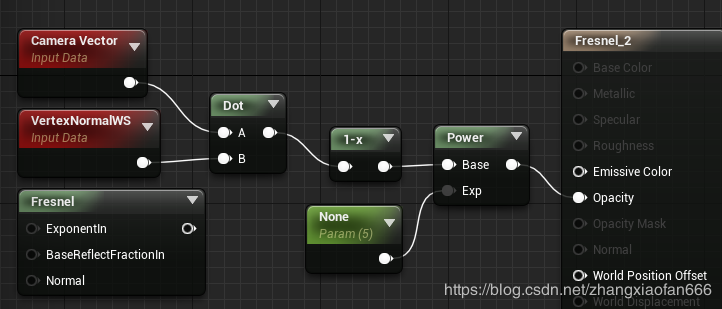 Camera Vector
Input Data
VertexNormalWS
Input Data
Fresnel
ExponentIn
BaseReflectFractionIn
Normal
Dot
A
B
1-x
None
Param (5)
Power
Base
Exp
Fresnel_2
Base Color
Metallic
Specular
Roughness
Emissive Color
Opacity
Opacity Mask
Normal
World Position Offset
World Displacement
https://blog.csdn.net/zhangxiaofan666